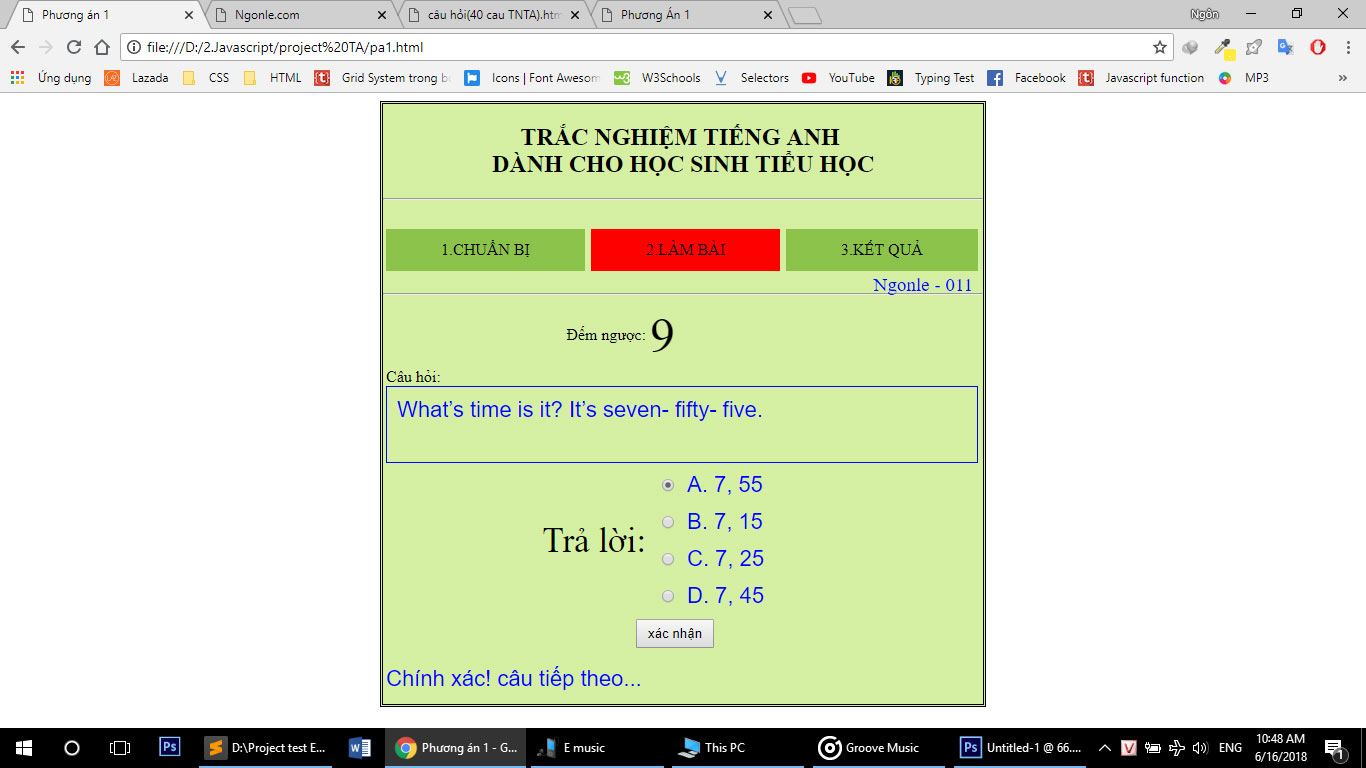 Phương án 1
Ngonle.com
câu hỏi(40 cau TNTA).htm
Phương Án 1
Ngôn
file:///D:/2.Javascript/project%20TA/pa1.html
Ứng dụng
Lazada
CSS
HTML
Grid System trong b
Icons | Font Awesom
W3Schools
Selectors
YouTube
Typing Test
Facebook
Javascript function
MP3
»
TRẮC NGHIỆM TIẾNG ANH
DÀNH CHO HỌC SINH TIỂU HỌC
1.CHUẨN BỊ
2.LÀM BÀI
3.KẾT QUẢ
Ngonle - 011
Đếm ngược: 9
Câu hỏi:
What’s time is it? It’s seven- fifty- five.
Trả lời:
A. 7, 55
B. 7, 15
C. 7, 25
D. 7, 45
xác nhận
Chính xác! câu tiếp theo...
Ps
D:\Project test E...
Phương án 1 - G...
E music
This PC
Groove Music
Ps
Untitled-1 @ 66....
ENG
10:48 AM
6/16/2018
1